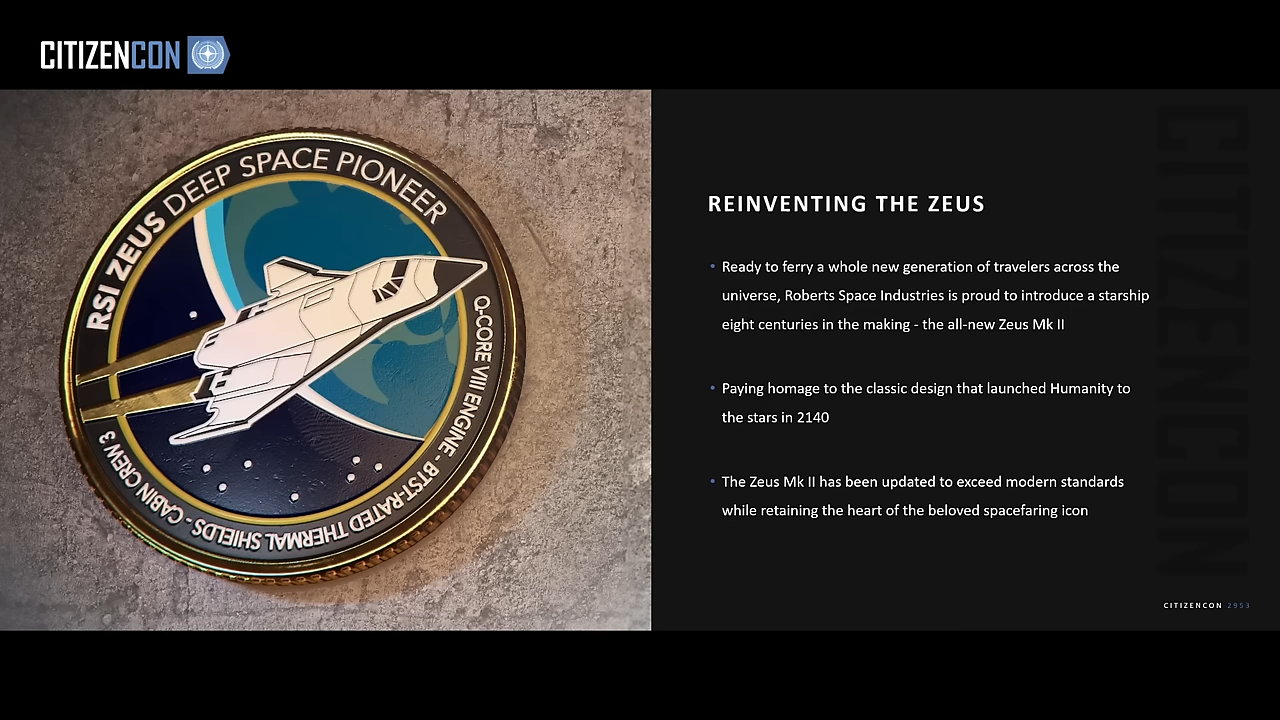 CITIZENCON
RSI ZEUS DEEP SPACE PIONEER
Q-CORE VIII ENGINE - BTST-RATED THERMAL SHIELDS - CABIN CREW 3
REINVENTING THE ZEUS
• Ready to ferry a whole new generation of travelers across the
universe, Roberts Space Industries is proud to introduce a starship
eight centuries in the making - the all-new Zeus Mk II
• Paying homage to the classic design that launched Humanity to
the stars in 2140
• The Zeus Mk II has been updated to exceed modern standards
while retaining the heart of the beloved spacefaring icon
CITIZENCON
CITIZENCON 2953